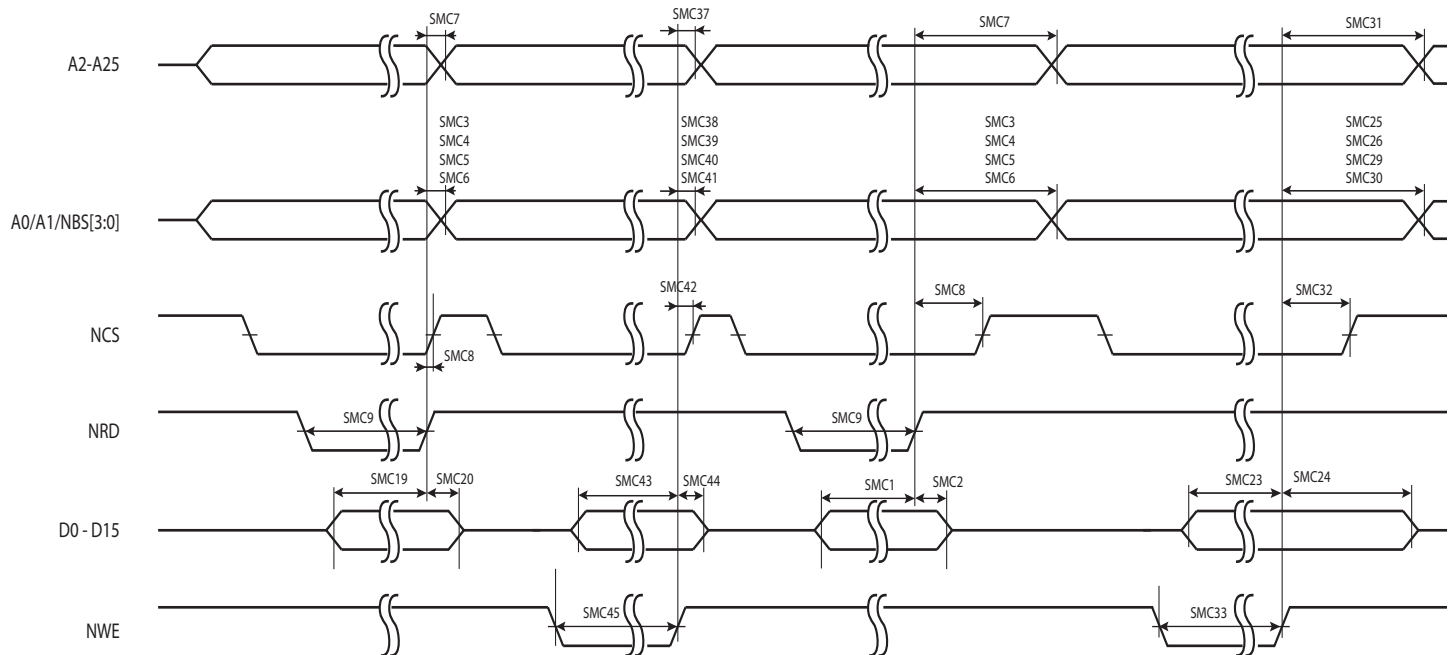 SMC7
SMC37
SMC7
SMC31
A2-A25
SMC3
SMC4
SMC5
SMC6
SMC38
SMC39
SMC40
SMC41
SMC3
SMC4
SMC5
SMC6
SMC25
SMC26
SMC29
SMC30
A0/A1/NBS[3:0]
SMC42
SMC8
SMC32
NCS
SMC8
SMC9
SMC9
NRD
SMC19
SMC20
SMC43
SMC44
SMC1
SMC2
SMC23
SMC24
D0 - D15
SMC45
SMC33
NWE